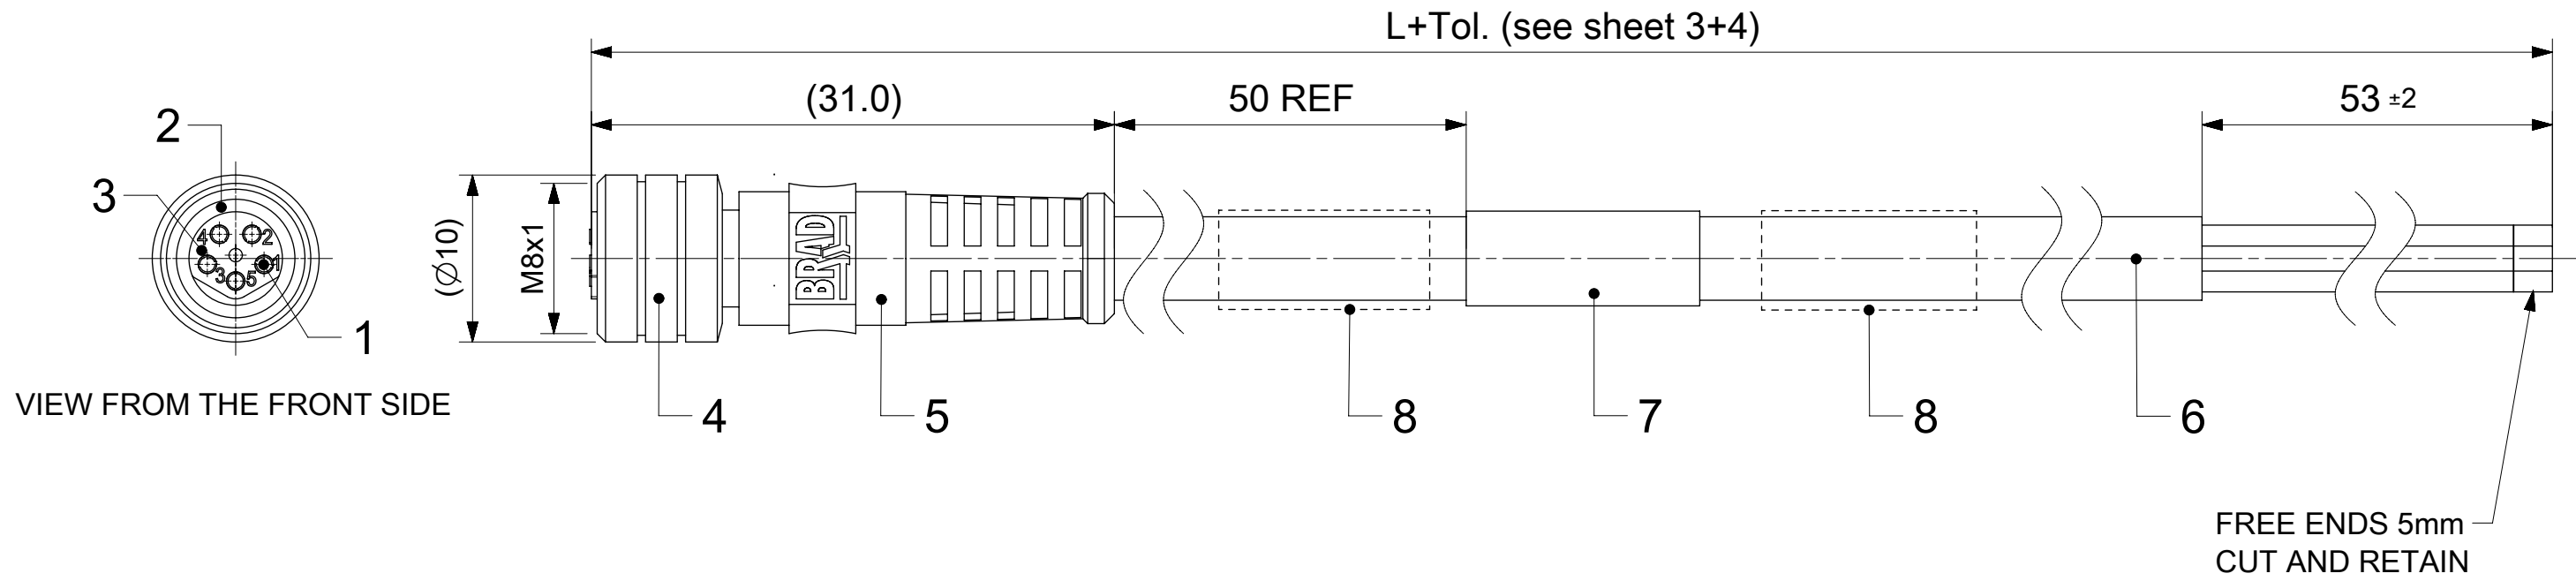 L+Tol. (see sheet 3+4)
(31.0)
50 REF
53 ±2
2
3
4 2
1
3 5
1
(∅10)
M8x1
BRAD
VIEW FROM THE FRONT SIDE
4
5
8
7
8
6
FREE ENDS 5mm
CUT AND RETAIN